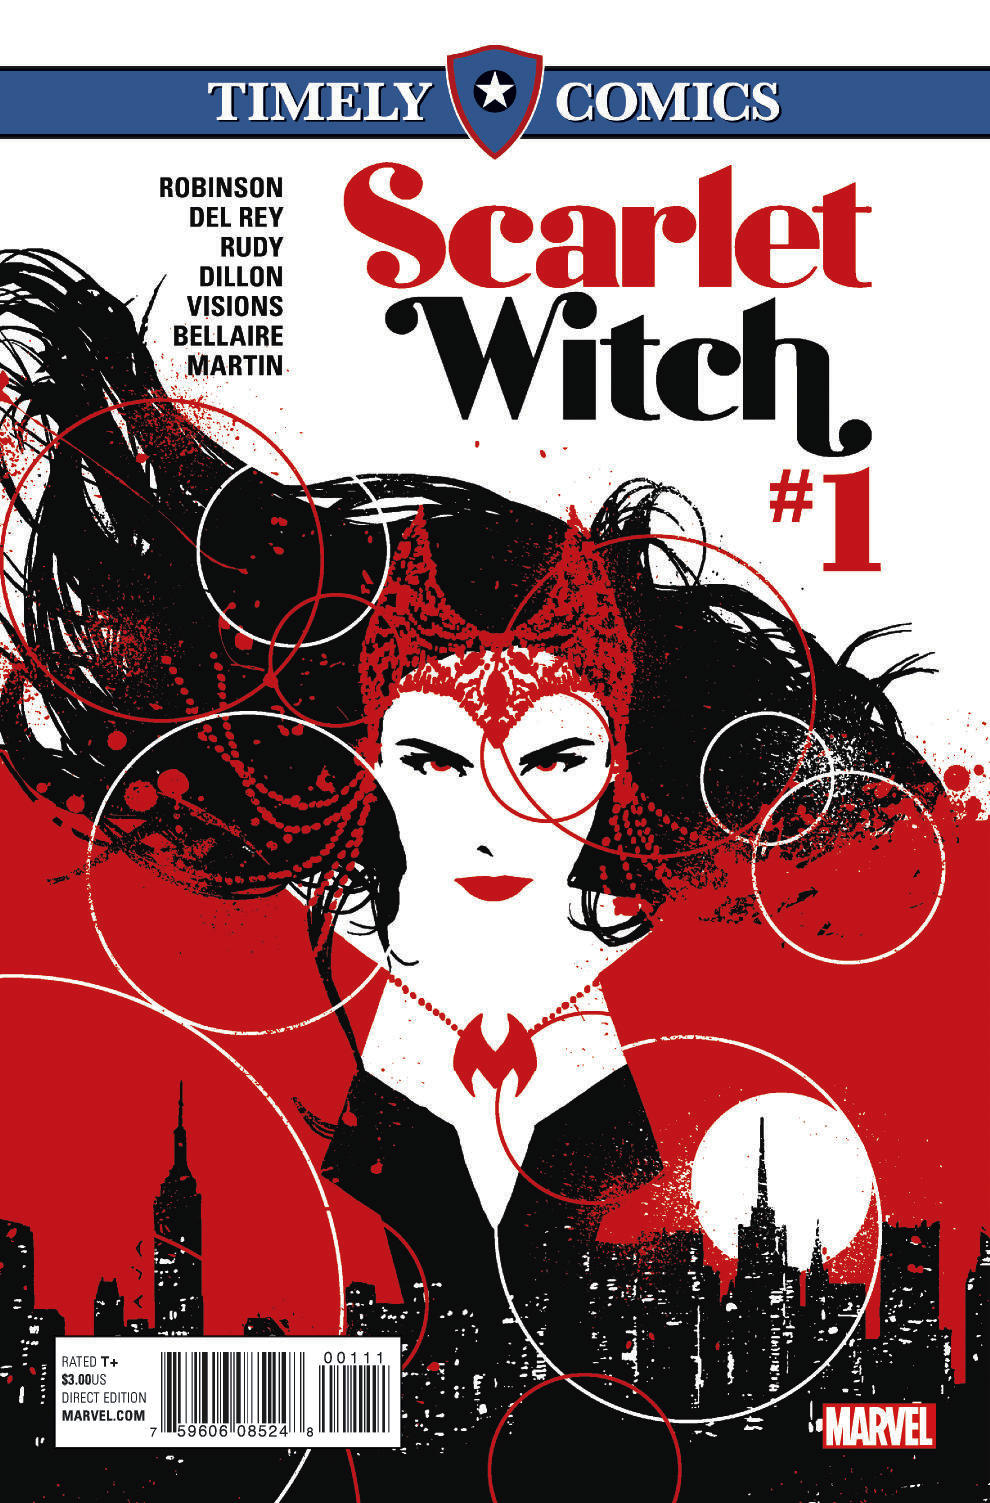 TIMELY COMICS
ROBINSON
DEL REY
RUDY
DILLON
VISIONS
BELLAIRE
MARTIN
Scarlet
Witch
#1
RATED T+
$3.00US
DIRECT EDITION
MARVEL.COM
00111
7 59606 08524 8
MARVEL